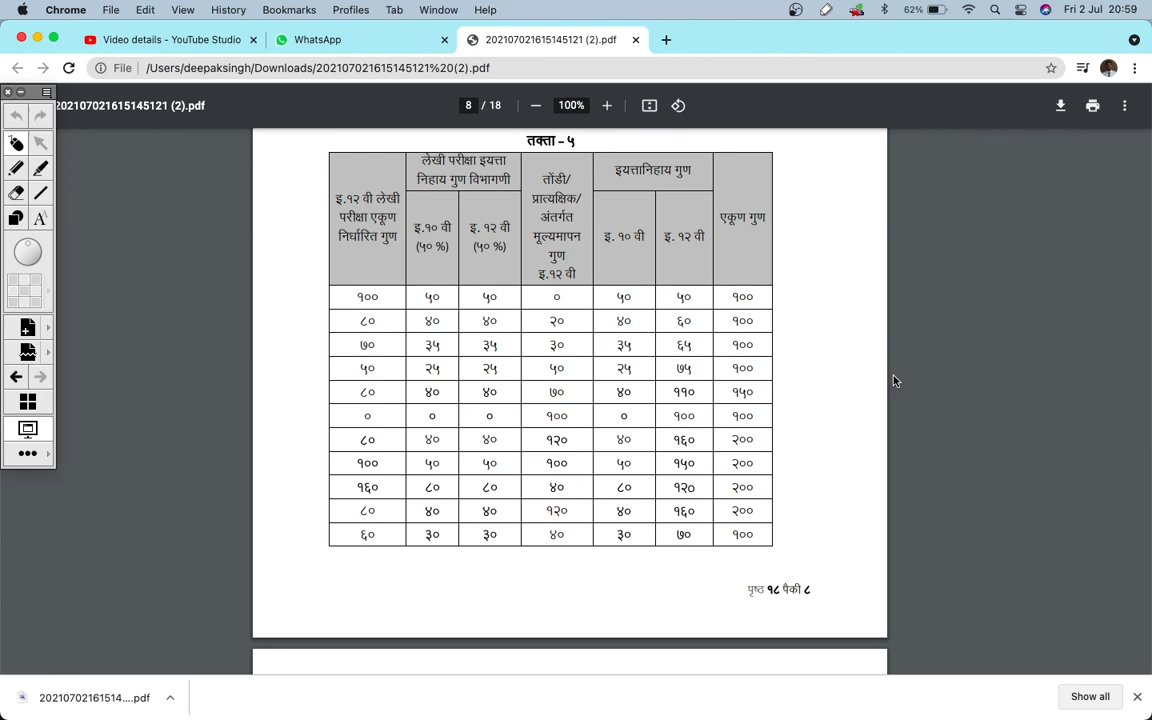 Chrome File Edit View History Bookmarks Profiles Tab Window Help 62% Fri 2 Jul 20:59
Video details - YouTube Studio WhatsApp 202107021615145121 (2).pdf
File /Users/deepaksingh/Downloads/202107021615145121%20(2).pdf
202107021615145121 (2).pdf 8 / 18 100%
तक्ता – ५
इ.१२ वी लेखी परीक्षा एकूण निर्धारित गुण
लेखी परीक्षा इयत्ता निहाय गुण विभागणी
इ.१० वी (५० %)
इ. १२ वी (५० %)
तोंडी/ प्रात्यक्षिक/ अंतर्गत मूल्यमापन गुण इ.१२ वी
इयत्तानिहाय गुण
इ. १० वी
इ. १२ वी
एकूण गुण
१०० ५० ५० ० ५० ५० १००
८० ४० ४० २० ४० ६० १००
७० ३५ ३५ ३० ३५ ६५ १००
५० २५ २५ ५० २५ ७५ १००
८० ४० ४० ७० ४० ११० १५०
० ० ० १०० ० १०० १००
८० ४० ४० १२० ४० १६० २००
१०० ५० ५० १०० ५० १५० २००
१६० ८० ८० ४० ८० १२० २००
८० ४० ४० १२० ४० १६० २००
६० ३० ३० ४० ३० ७० १००
पृष्ठ १८ पैकी ८
20210702161514....pdf Show all